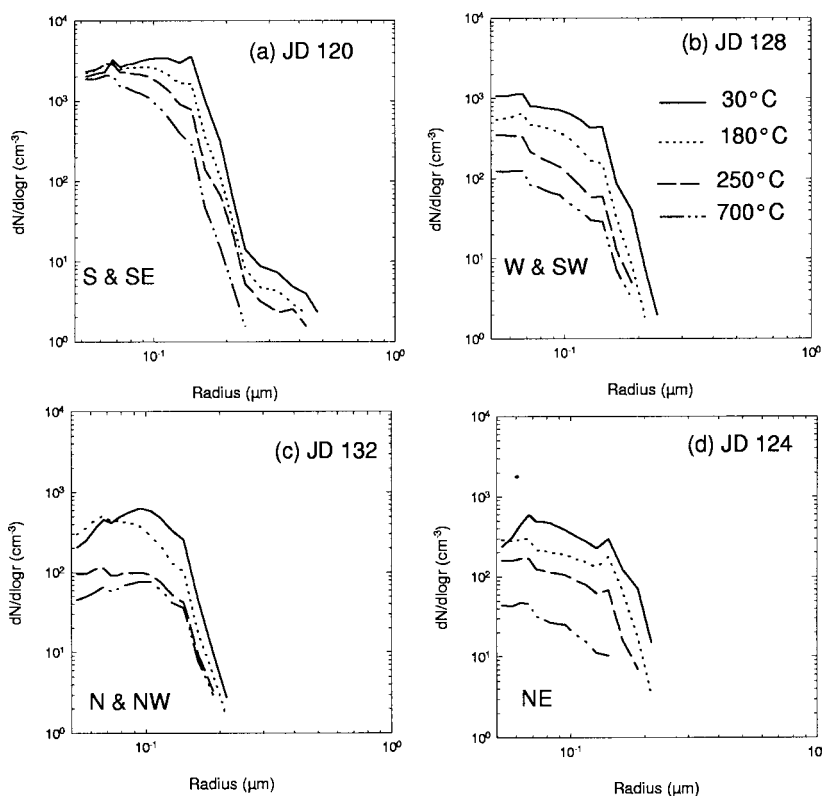 (a) JD 120
dN/dlogr (cm⁻³)
10⁴
10³
10²
10¹
10⁰
S & SE
10⁻¹
10⁰
Radius (µm)
(b) JD 128
30°C
180°C
250°C
700°C
dN/dlogr (cm⁻³)
10⁴
10³
10²
10¹
10⁰
W & SW
10⁻¹
10⁰
Radius (µm)
(c) JD 132
dN/dlogr (cm⁻³)
10⁴
10³
10²
10¹
10⁰
N & NW
10⁻¹
10⁰
Radius (µm)
(d) JD 124
dN/dlogr (cm⁻³)
10⁴
10³
10²
10¹
10⁰
NE
10⁻¹
10⁰
Radius (µm)